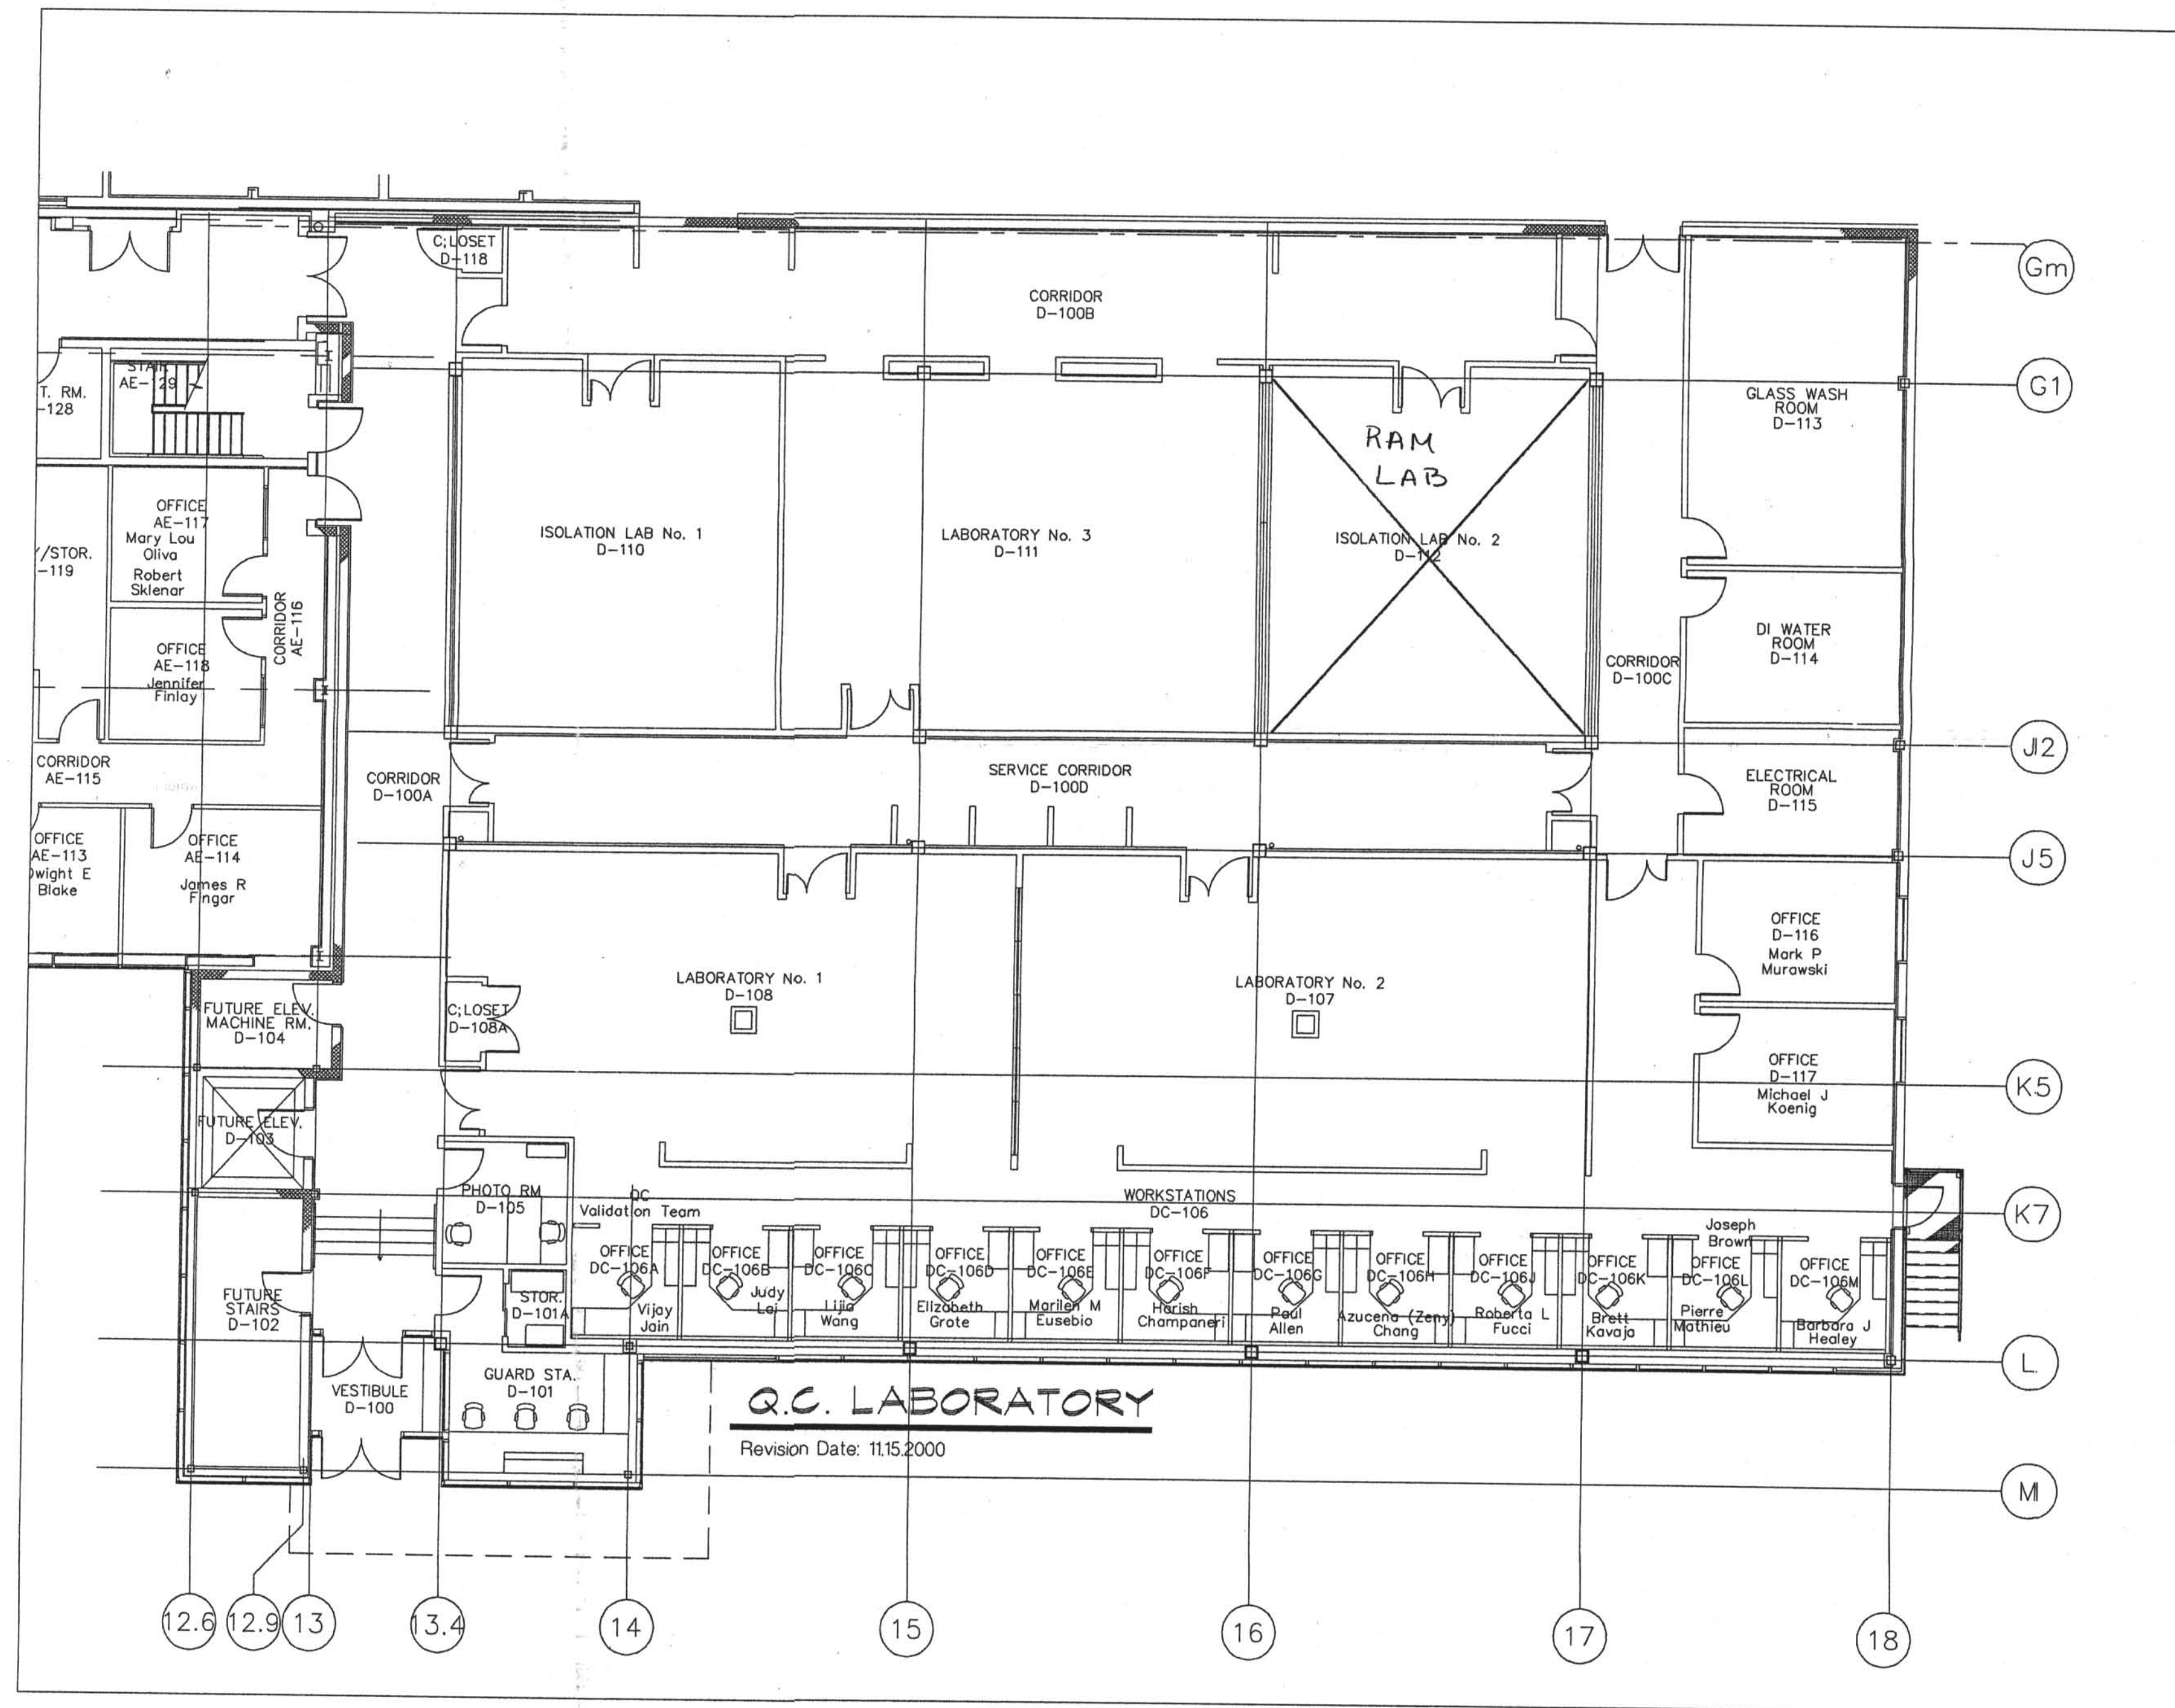 C;LOSET
D-118
CORRIDOR
D-100B
Gm
STAIR
AE-129
T. RM.
-128
G1
GLASS WASH
ROOM
D-113
RAM
LAB
OFFICE
AE-117
Mary Lou
Oliva
Robert
Sklenar
/STOR.
-119
ISOLATION LAB No. 1
D-110
LABORATORY No. 3
D-111
ISOLATION LAB No. 2
D-112
CORRIDOR
AE-116
OFFICE
AE-118
Jennifer
Finlay
DI WATER
ROOM
D-114
CORRIDOR
D-100C
J12
CORRIDOR
AE-115
CORRIDOR
D-100A
SERVICE CORRIDOR
D-100D
ELECTRICAL
ROOM
D-115
J5
OFFICE
AE-113
Dwight E
Blake
OFFICE
AE-114
James R
Fingar
OFFICE
D-116
Mark P
Murawski
LABORATORY No. 1
D-108
LABORATORY No. 2
D-107
C;LOSET
D-108A
FUTURE ELEV.
MACHINE RM.
D-104
OFFICE
D-117
Michael J
Koenig
K5
FUTURE ELEV.
D-103
PHOTO RM
D-105
QC
Validation Team
WORKSTATIONS
DC-106
Joseph
Brown
K7
OFFICE
DC-106A
Vijay
Jain
OFFICE
DC-106B
Judy
Lai
OFFICE
DC-106C
Lijia
Wang
OFFICE
DC-106D
Elizabeth
Grote
OFFICE
DC-106E
Marilen M
Eusebio
OFFICE
DC-106F
Harish
Champaneri
OFFICE
DC-106G
Paul
Allen
OFFICE
DC-106H
Azucena (Zeny)
Chang
OFFICE
DC-106J
Roberta L
Fucci
OFFICE
DC-106K
Brett
Kavaja
OFFICE
DC-106L
Pierre
Mathieu
OFFICE
DC-106M
Barbara J
Healey
FUTURE
STAIRS
D-102
STOR.
D-101A
L
VESTIBULE
D-100
GUARD STA.
D-101
Q.C. LABORATORY
Revision Date: 11.15.2000
M1
12.6
12.9
13
13.4
14
15
16
17
18